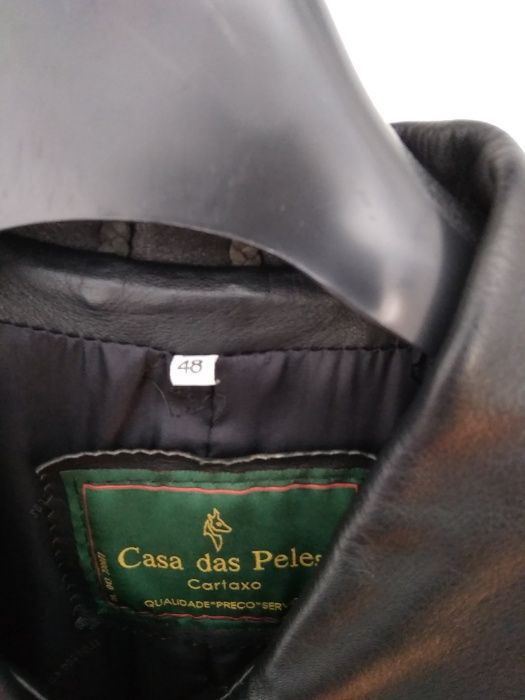 48
Casa das Peles
Cartaxo
QUALIDADE*PREÇO*SERV